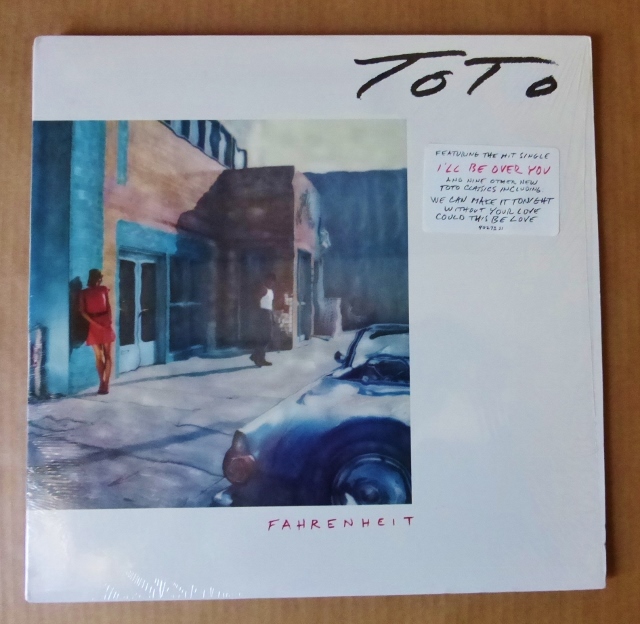 TOTO
FEATURING THE HIT SINGLE
I'LL BE OVER YOU
AND NINE OTHER NEW
TOTO CLASSICS INCLUDING
WE CAN MAKE IT TONIGHT
WITHOUT YOUR LOVE
COULD THIS BE LOVE
FAHRENHEIT